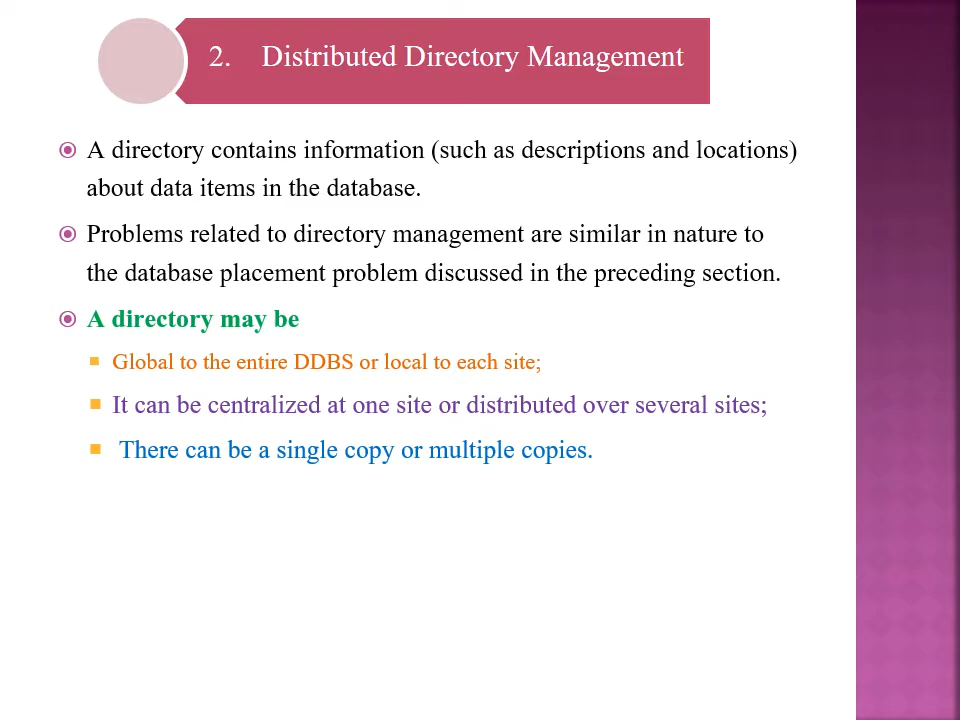 2. Distributed Directory Management
A directory contains information (such as descriptions and locations)
about data items in the database.
Problems related to directory management are similar in nature to
the database placement problem discussed in the preceding section.
A directory may be
Global to the entire DDBS or local to each site;
It can be centralized at one site or distributed over several sites;
There can be a single copy or multiple copies.